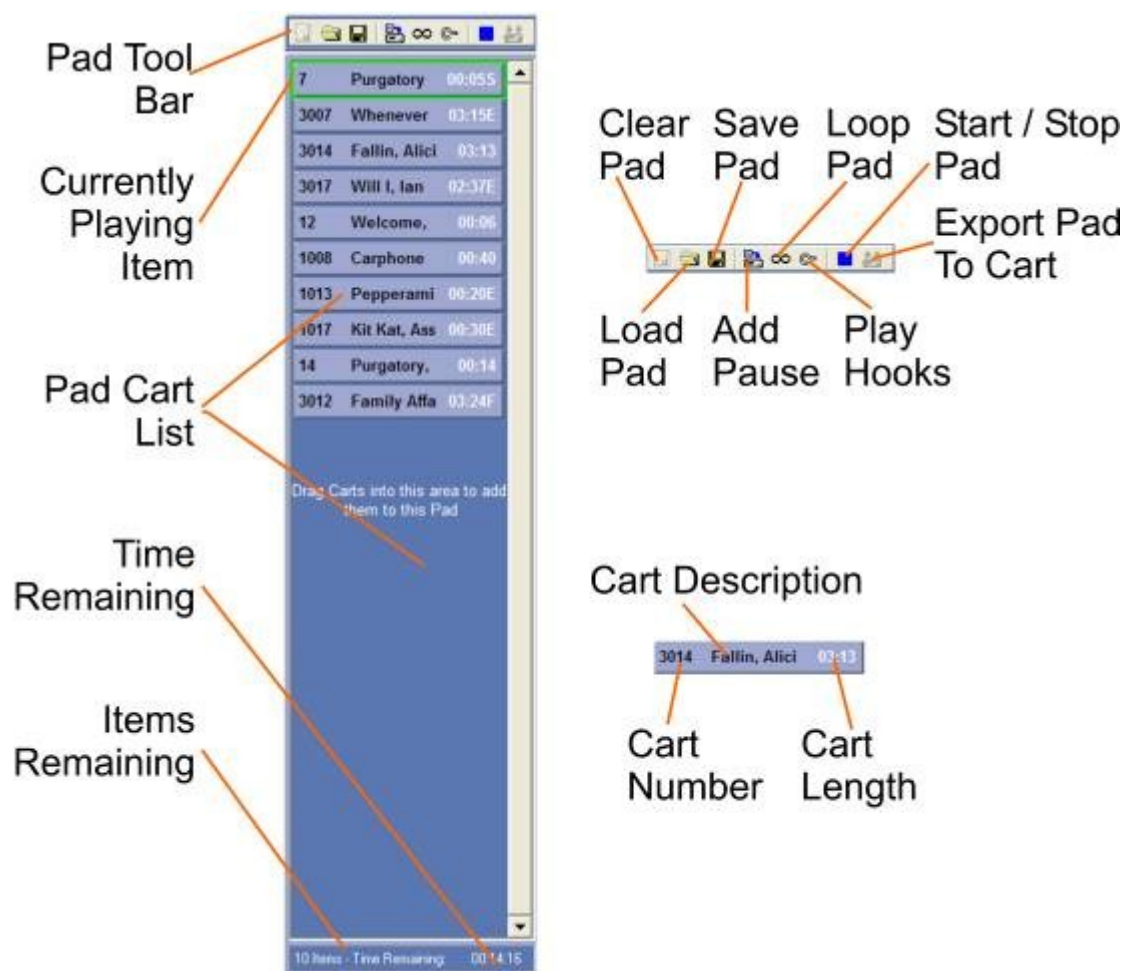 Pad Tool
Bar
Currently
Playing
Item
Pad Cart
List
Time
Remaining
Items
Remaining
7 Purgatory 00:05S
3007 Whenever 03:15E
3014 Fallin, Alici 03:13
3017 Will I, Ian 02:37E
12 Welcome, 00:06
1008 Carphone 00:40
1013 Pepperami 00:20E
1017 Kit Kat, Ass 00:30E
14 Purgatory, 00:14
3012 Family Affa 03:24F
Drag Carts into this area to add
them to this Pad
10 Items - Time Remaining: 00:14:16
Clear Save Loop Start / Stop
Pad Pad Pad Pad
Export Pad
To Cart
Load Add Play
Pad Pause Hooks
Cart Description
3014 Fallin, Alici 03:13
Cart Cart
Number Length